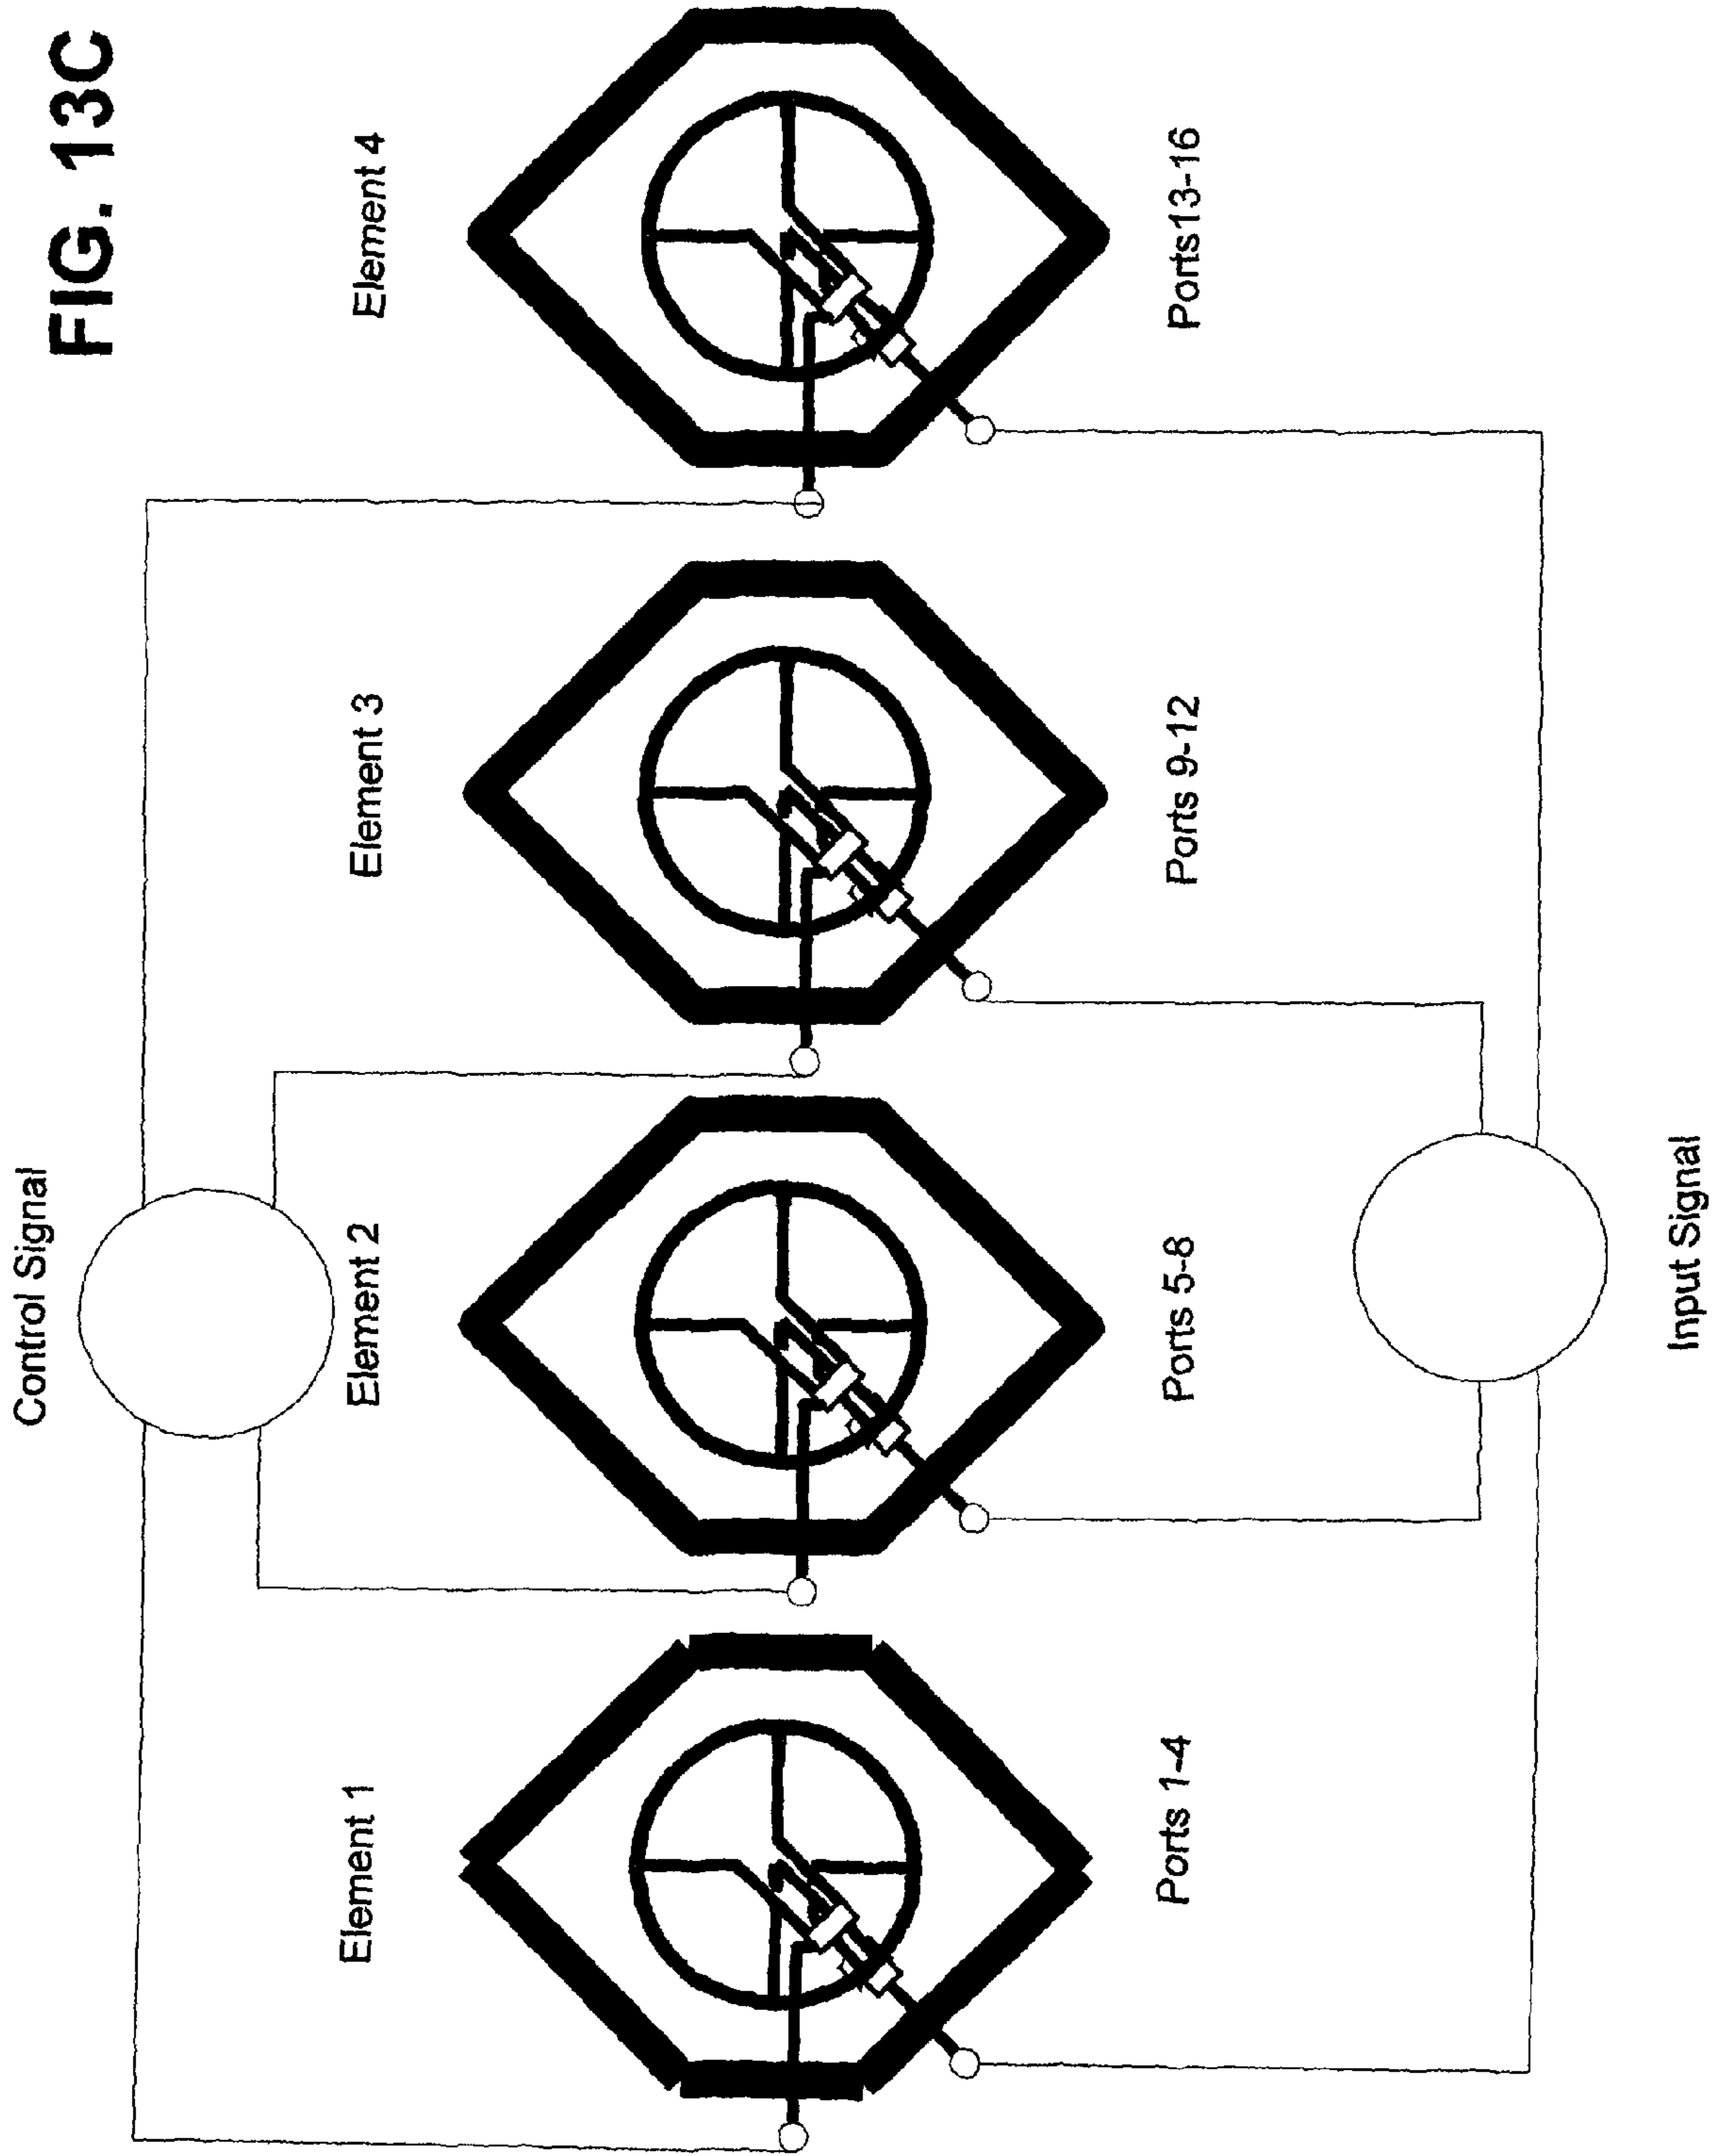 FIG. 13C
Control Signal
Element 1
Element 2
Element 3
Element 4
Ports 1-4
Ports 5-8
Ports 9-12
Ports13-16
Input Signal